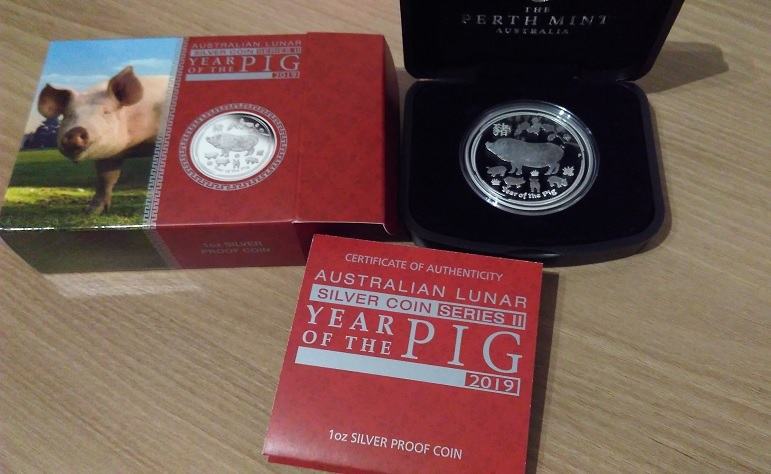 AUSTRALIAN LUNAR
SILVER COIN SERIES II
YEAR
OF THE
PIG
2019
1oz SILVER
PROOF COIN
THE
PERTH MINT
AUSTRALIA
猪
Year of the Pig
CERTIFICATE OF AUTHENTICITY
AUSTRALIAN LUNAR
SILVER COIN SERIES II
YEAR
OF THE
PIG
2019
1oz SILVER PROOF COIN